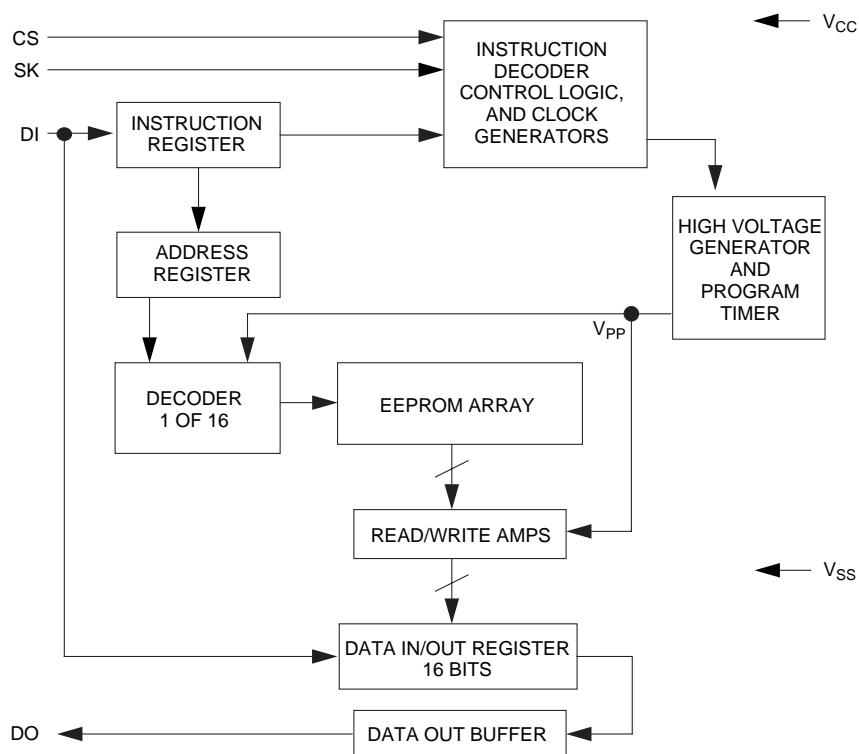 CS
SK
DI
INSTRUCTION
REGISTER
INSTRUCTION
DECODER
CONTROL LOGIC,
AND CLOCK
GENERATORS
VCC
ADDRESS
REGISTER
HIGH VOLTAGE
GENERATOR
AND
PROGRAM
TIMER
VPP
DECODER
1 OF 16
EEPROM ARRAY
READ/WRITE AMPS
VSS
DATA IN/OUT REGISTER
16 BITS
DO
DATA OUT BUFFER